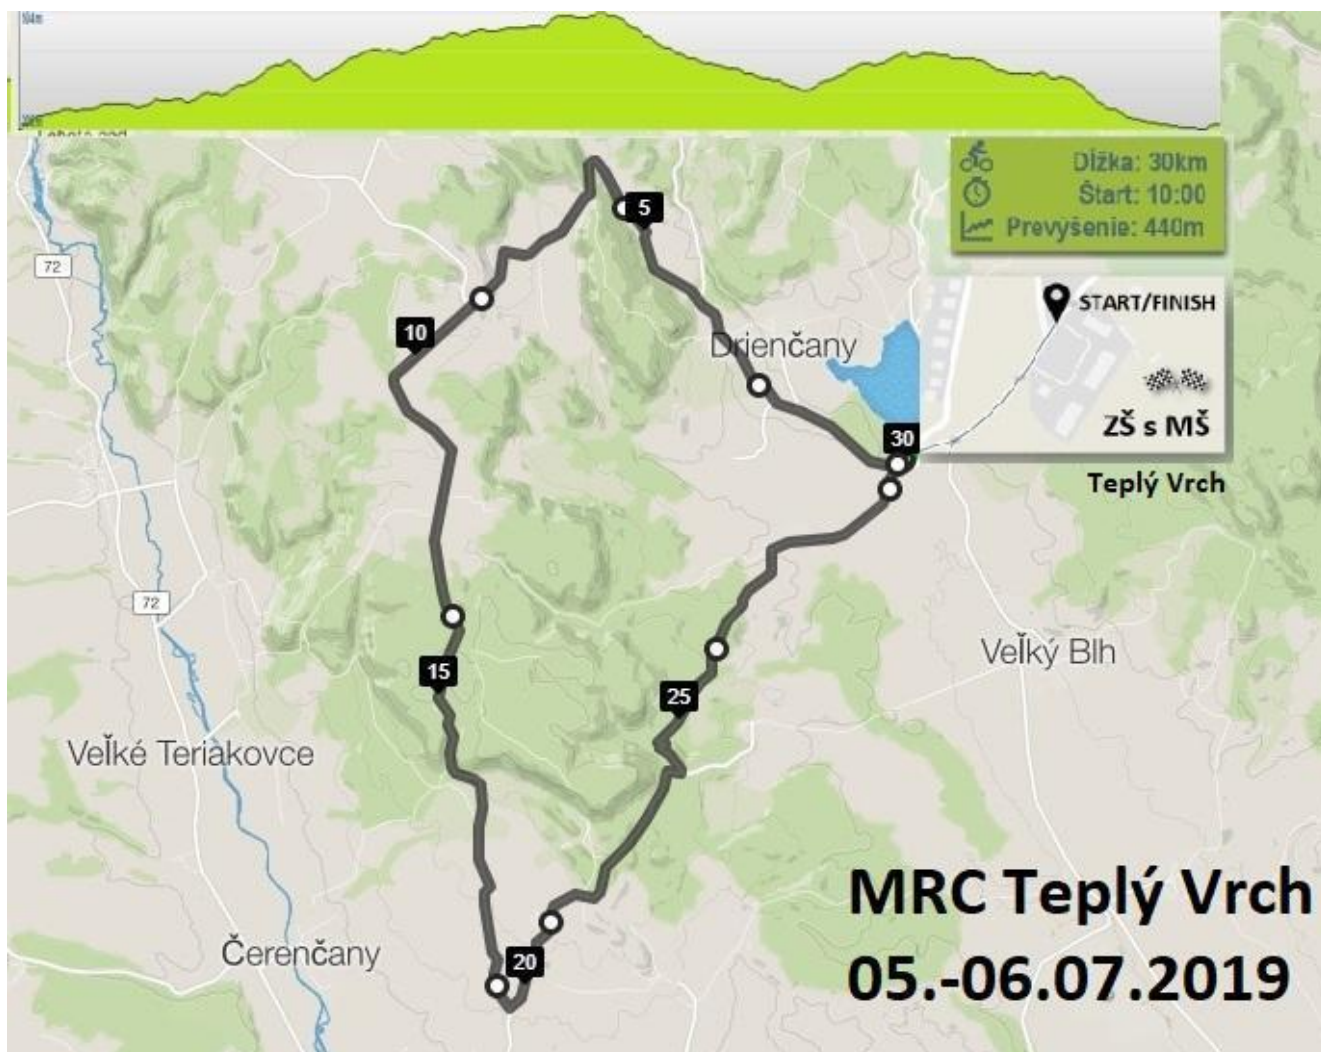 Dĺžka: 30km
Štart: 10:00
Prevýšenie: 440m
5
72
START/FINISH
10
Drienčany
ZŠ s MŠ
30
Teplý Vrch
72
Veľký Blh
15
25
Veľké Teriakovce
MRC Teplý Vrch
Čerenčany
20
05.-06.07.2019